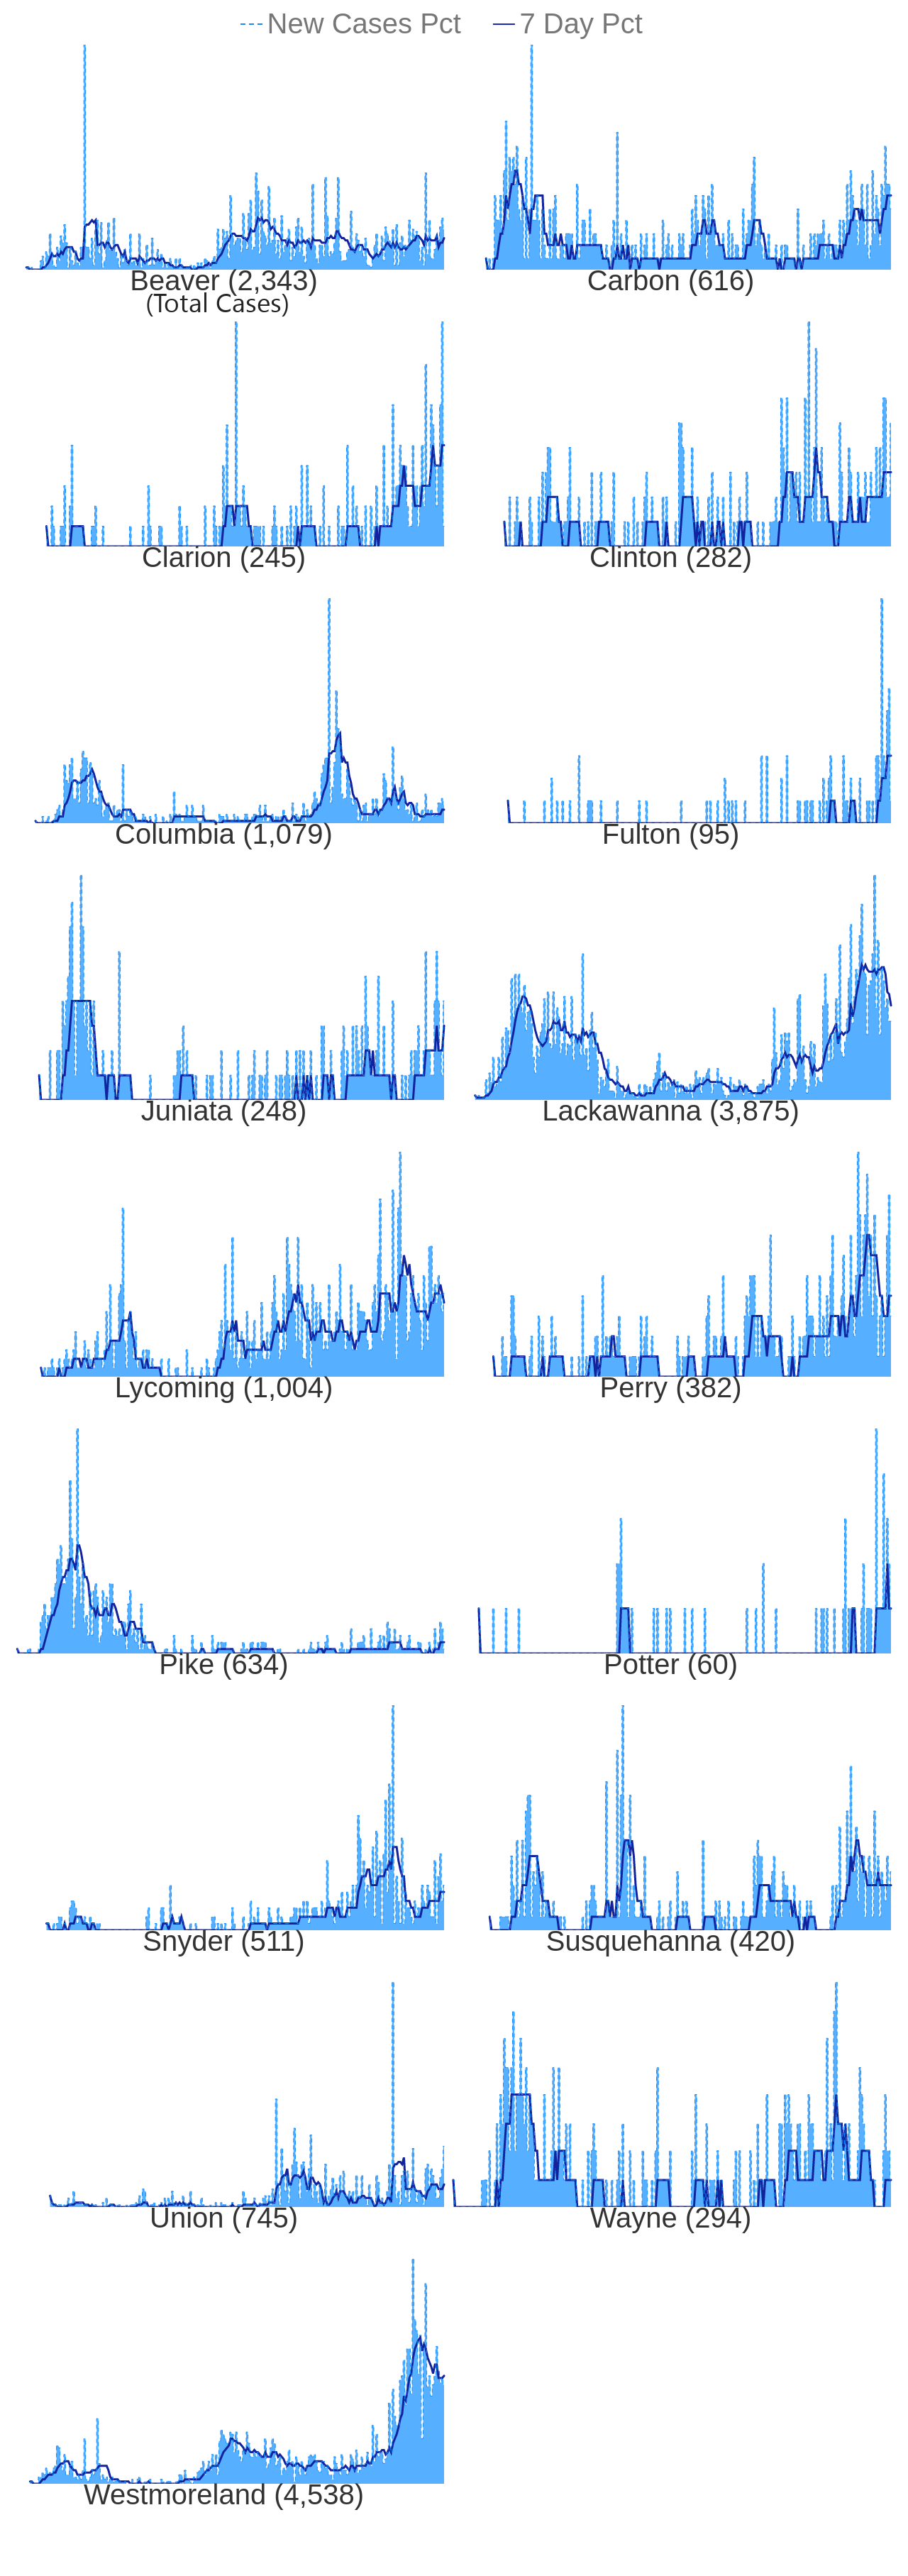 New Cases Pct 7 Day Pct
Beaver (2,343) Carbon (616)
(Total Cases)
Clarion (245) Clinton (282)
Columbia (1,079) Fulton (95)
Juniata (248) Lackawanna (3,875)
Lycoming (1,004) Perry (382)
Pike (634) Potter (60)
Snyder (511) Susquehanna (420)
Union (745) Wayne (294)
Westmoreland (4,538)